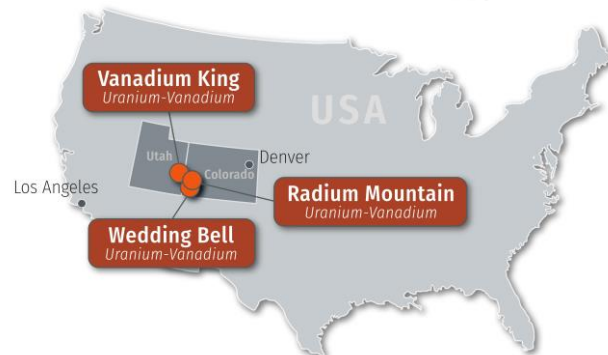 Vanadium King
Uranium-Vanadium
USA
Utah
Colorado
Denver
Los Angeles
Radium Mountain
Uranium-Vanadium
Wedding Bell
Uranium-Vanadium